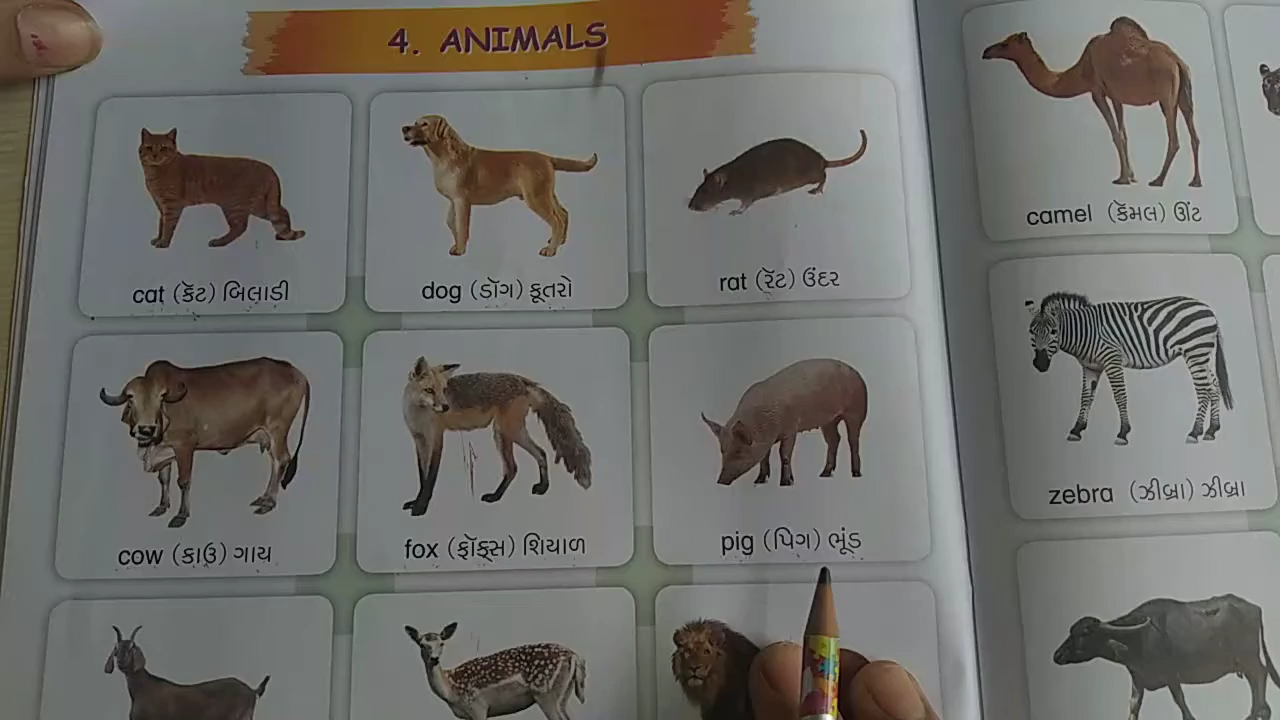 4. ANIMALS
cat (કૅટ) બિલાડી
dog (ડૉગ) કૂતરો
rat (રૅટ) ઉંદર
cow (કાઉ) ગાય
fox (ફૉક્સ) શિયાળ
pig (પિગ) ભૂંડ
camel (કૅમલ) ઊંટ
zebra (ઝીબ્રા) ઝીબ્રા